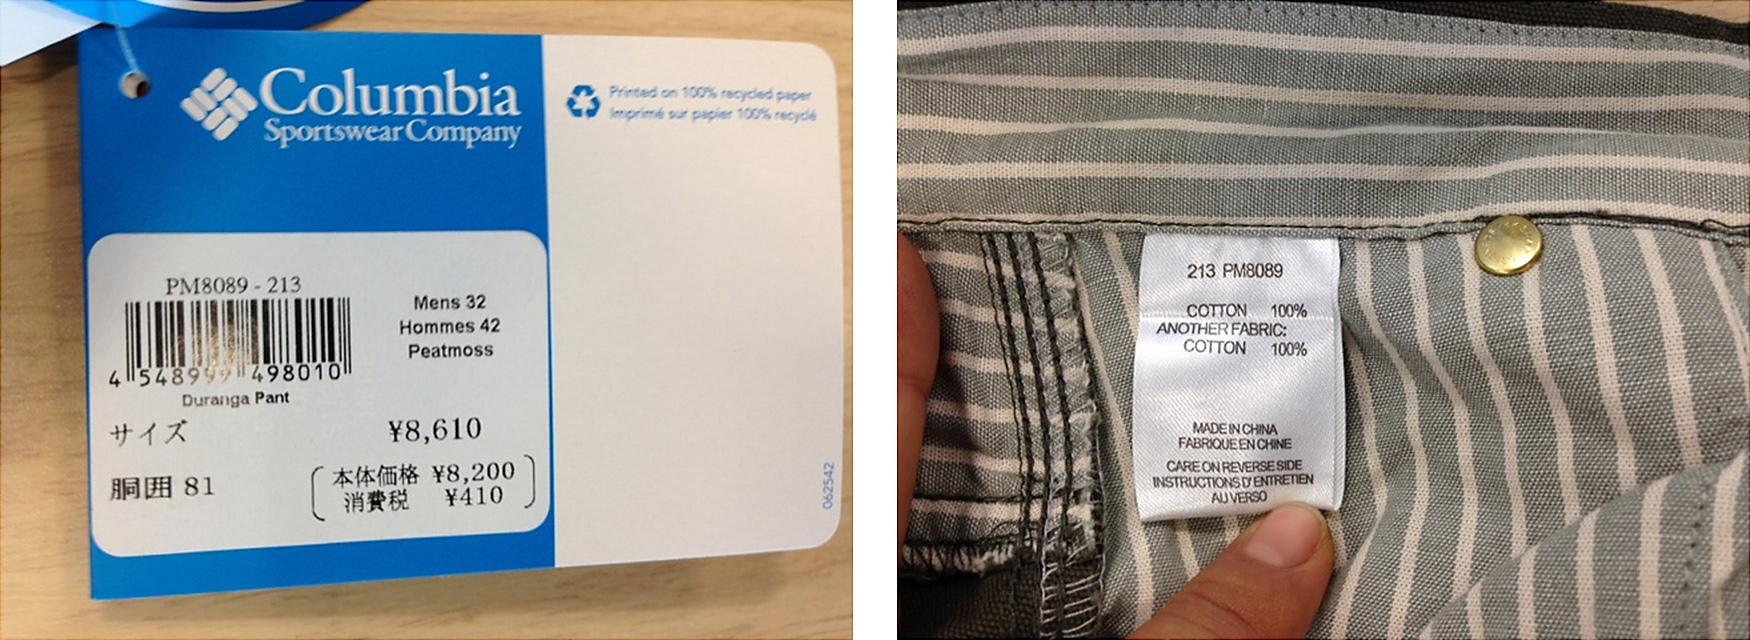 Columbia
Sportswear Company
Printed on 100% recycled paper
Imprimé sur papier 100% recyclé
PM8089 - 213
Mens 32
Hommes 42
Peatmoss
4 548999 498010
Duranga Pant
サイズ
¥8,610
胴囲 81
本体価格 ¥8,200
消費税 ¥410
062542
213 PM8089
COTTON 100%
ANOTHER FABRIC:
COTTON 100%
MADE IN CHINA
FABRIQUE EN CHINE
CARE ON REVERSE SIDE
INSTRUCTIONS D'ENTRETIEN
AU VERSO